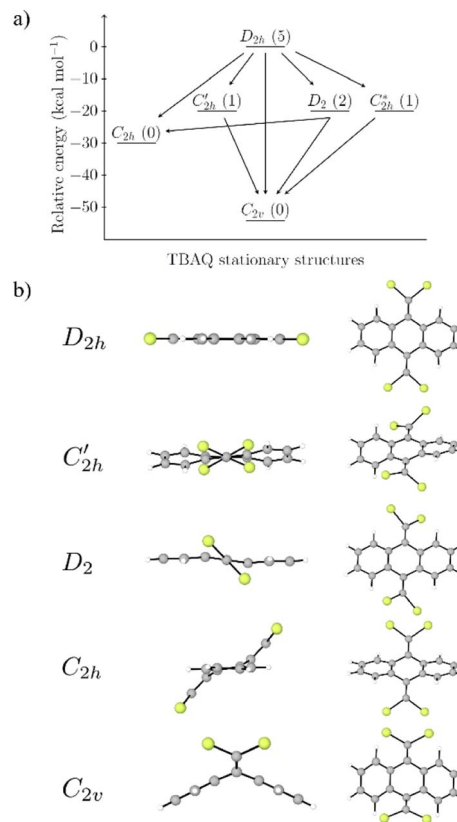 a)
Relative energy (kcal mol⁻¹)
0
−10
−20
−30
−40
−50
D₂ₕ (5)
C′₂ₕ (1)
D₂ (2)
C*₂ₕ (1)
C₂ₕ (0)
C₂ᵥ (0)
TBAQ stationary structures
b)
D₂ₕ
C′₂ₕ
D₂
C₂ₕ
C₂ᵥ